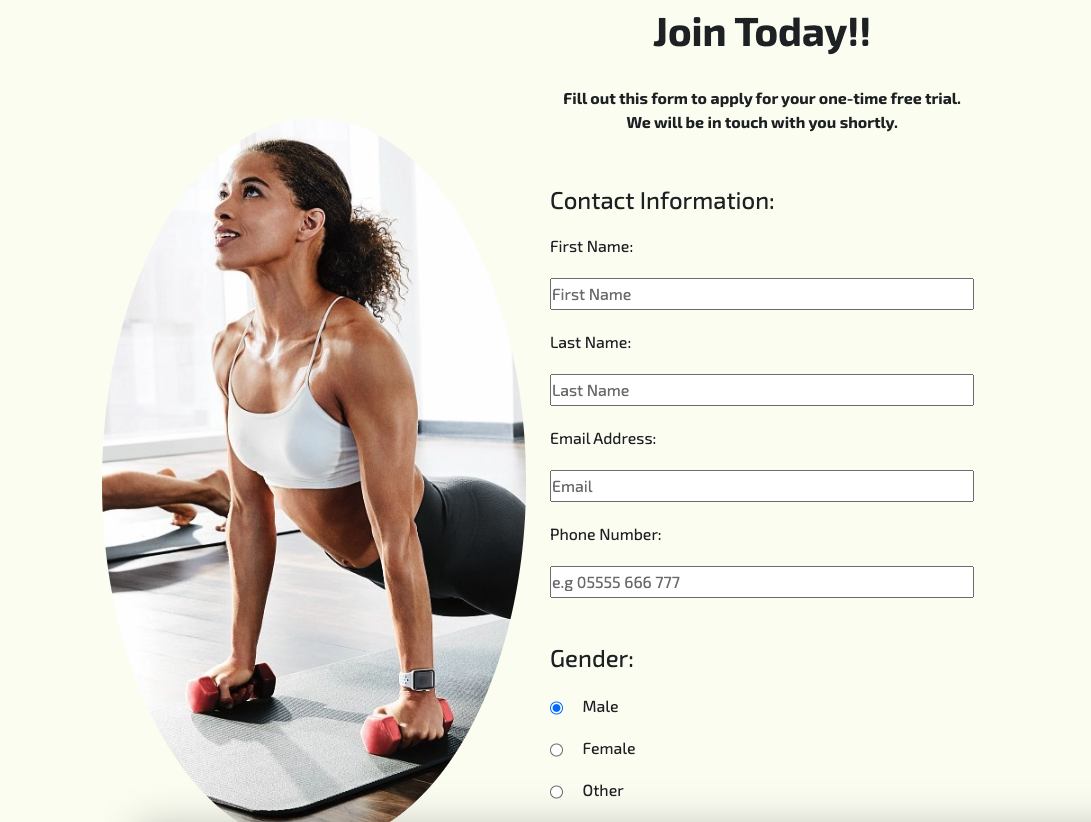 Join Today!!
Fill out this form to apply for your one-time free trial.
We will be in touch with you shortly.
Contact Information:
First Name:
First Name
Last Name:
Last Name
Email Address:
Email
Phone Number:
e.g 05555 666 777
Gender:
Male
Female
Other